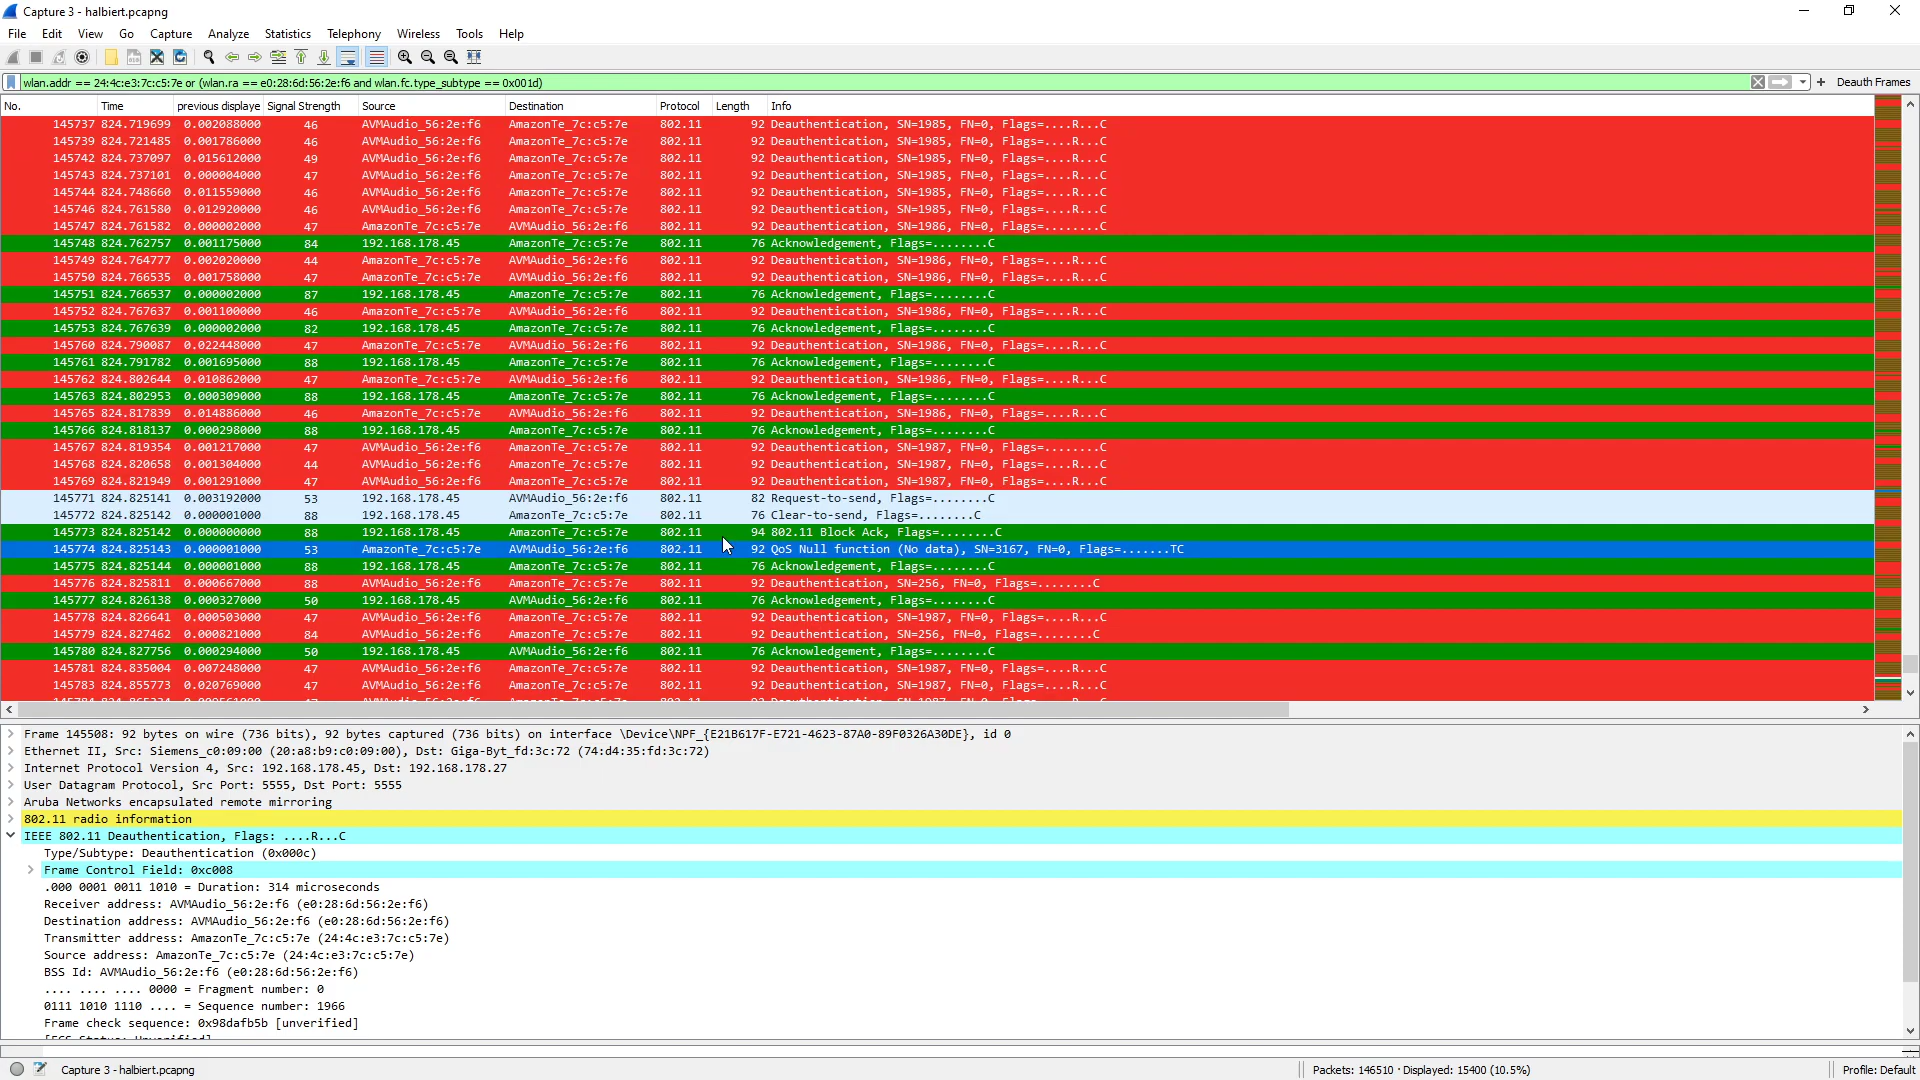 Capture 3 - halbiert.pcapng
File Edit View Go Capture Analyze Statistics Telephony Wireless Tools Help
wlan.addr == 24:4c:e3:7c:c5:7e or (wlan.ra == e0:28:6d:56:2e:f6 and wlan.fc.type_subtype == 0x001d) + Deauth Frames
No. Time previous displaye Signal Strength Source Destination Protocol Length Info
145737 824.719699 0.002088000 46 AVMAudio_56:2e:f6 AmazonTe_7c:c5:7e 802.11 92 Deauthentication, SN=1985, FN=0, Flags=....R...C
145739 824.721485 0.001786000 46 AVMAudio_56:2e:f6 AmazonTe_7c:c5:7e 802.11 92 Deauthentication, SN=1985, FN=0, Flags=....R...C
145742 824.737097 0.015612000 49 AVMAudio_56:2e:f6 AmazonTe_7c:c5:7e 802.11 92 Deauthentication, SN=1985, FN=0, Flags=....R...C
145743 824.737101 0.000004000 47 AVMAudio_56:2e:f6 AmazonTe_7c:c5:7e 802.11 92 Deauthentication, SN=1985, FN=0, Flags=....R...C
145744 824.748660 0.011559000 46 AVMAudio_56:2e:f6 AmazonTe_7c:c5:7e 802.11 92 Deauthentication, SN=1985, FN=0, Flags=....R...C
145746 824.761580 0.012920000 46 AVMAudio_56:2e:f6 AmazonTe_7c:c5:7e 802.11 92 Deauthentication, SN=1985, FN=0, Flags=....R...C
145747 824.761582 0.000002000 47 AmazonTe_7c:c5:7e AVMAudio_56:2e:f6 802.11 92 Deauthentication, SN=1986, FN=0, Flags=........C
145748 824.762757 0.001175000 84 192.168.178.45 AmazonTe_7c:c5:7e 802.11 76 Acknowledgement, Flags=........C
145749 824.764777 0.002020000 44 AmazonTe_7c:c5:7e AVMAudio_56:2e:f6 802.11 92 Deauthentication, SN=1986, FN=0, Flags=....R...C
145750 824.766535 0.001758000 47 AmazonTe_7c:c5:7e AVMAudio_56:2e:f6 802.11 92 Deauthentication, SN=1986, FN=0, Flags=....R...C
145751 824.766537 0.000002000 87 192.168.178.45 AmazonTe_7c:c5:7e 802.11 76 Acknowledgement, Flags=........C
145752 824.767637 0.001100000 46 AmazonTe_7c:c5:7e AVMAudio_56:2e:f6 802.11 92 Deauthentication, SN=1986, FN=0, Flags=....R...C
145753 824.767639 0.000002000 82 192.168.178.45 AmazonTe_7c:c5:7e 802.11 76 Acknowledgement, Flags=........C
145760 824.790087 0.022448000 47 AmazonTe_7c:c5:7e AVMAudio_56:2e:f6 802.11 92 Deauthentication, SN=1986, FN=0, Flags=....R...C
145761 824.791782 0.001695000 88 192.168.178.45 AmazonTe_7c:c5:7e 802.11 76 Acknowledgement, Flags=........C
145762 824.802644 0.010862000 47 AmazonTe_7c:c5:7e AVMAudio_56:2e:f6 802.11 92 Deauthentication, SN=1986, FN=0, Flags=....R...C
145763 824.802953 0.000309000 88 192.168.178.45 AmazonTe_7c:c5:7e 802.11 76 Acknowledgement, Flags=........C
145765 824.817839 0.014886000 46 AmazonTe_7c:c5:7e AVMAudio_56:2e:f6 802.11 92 Deauthentication, SN=1986, FN=0, Flags=....R...C
145766 824.818137 0.000298000 88 192.168.178.45 AmazonTe_7c:c5:7e 802.11 76 Acknowledgement, Flags=........C
145767 824.819354 0.001217000 47 AVMAudio_56:2e:f6 AmazonTe_7c:c5:7e 802.11 92 Deauthentication, SN=1987, FN=0, Flags=........C
145768 824.820658 0.001304000 44 AVMAudio_56:2e:f6 AmazonTe_7c:c5:7e 802.11 92 Deauthentication, SN=1987, FN=0, Flags=....R...C
145769 824.821949 0.001291000 47 AVMAudio_56:2e:f6 AmazonTe_7c:c5:7e 802.11 92 Deauthentication, SN=1987, FN=0, Flags=....R...C
145771 824.825141 0.003192000 53 192.168.178.45 AVMAudio_56:2e:f6 802.11 82 Request-to-send, Flags=........C
145772 824.825142 0.000001000 88 192.168.178.45 AmazonTe_7c:c5:7e 802.11 76 Clear-to-send, Flags=........C
145773 824.825142 0.000000000 88 192.168.178.45 AmazonTe_7c:c5:7e 802.11 94 802.11 Block Ack, Flags=........C
145774 824.825143 0.000001000 53 AmazonTe_7c:c5:7e AVMAudio_56:2e:f6 802.11 92 QoS Null function (No data), SN=3167, FN=0, Flags=.......TC
145775 824.825144 0.000001000 88 192.168.178.45 AmazonTe_7c:c5:7e 802.11 76 Acknowledgement, Flags=........C
145776 824.825811 0.000667000 88 AVMAudio_56:2e:f6 AmazonTe_7c:c5:7e 802.11 92 Deauthentication, SN=256, FN=0, Flags=........C
145777 824.826138 0.000327000 50 192.168.178.45 AVMAudio_56:2e:f6 802.11 76 Acknowledgement, Flags=........C
145778 824.826641 0.000503000 47 AVMAudio_56:2e:f6 AmazonTe_7c:c5:7e 802.11 92 Deauthentication, SN=1987, FN=0, Flags=....R...C
145779 824.827462 0.000821000 84 AVMAudio_56:2e:f6 AmazonTe_7c:c5:7e 802.11 92 Deauthentication, SN=256, FN=0, Flags=........C
145780 824.827756 0.000294000 50 192.168.178.45 AVMAudio_56:2e:f6 802.11 76 Acknowledgement, Flags=........C
145781 824.835004 0.007248000 47 AVMAudio_56:2e:f6 AmazonTe_7c:c5:7e 802.11 92 Deauthentication, SN=1987, FN=0, Flags=....R...C
145783 824.855773 0.020769000 47 AVMAudio_56:2e:f6 AmazonTe_7c:c5:7e 802.11 92 Deauthentication, SN=1987, FN=0, Flags=....R...C
Frame 145508: 92 bytes on wire (736 bits), 92 bytes captured (736 bits) on interface \Device\NPF_{E21B617F-E721-4623-87A0-89F0326A30DE}, id 0
Ethernet II, Src: Siemens_c0:09:00 (20:a8:b9:c0:09:00), Dst: Giga-Byt_fd:3c:72 (74:d4:35:fd:3c:72)
Internet Protocol Version 4, Src: 192.168.178.45, Dst: 192.168.178.27
User Datagram Protocol, Src Port: 5555, Dst Port: 5555
Aruba Networks encapsulated remote mirroring
802.11 radio information
IEEE 802.11 Deauthentication, Flags: ....R...C
Type/Subtype: Deauthentication (0x000c)
Frame Control Field: 0xc008
.000 0001 0011 1010 = Duration: 314 microseconds
Receiver address: AVMAudio_56:2e:f6 (e0:28:6d:56:2e:f6)
Destination address: AVMAudio_56:2e:f6 (e0:28:6d:56:2e:f6)
Transmitter address: AmazonTe_7c:c5:7e (24:4c:e3:7c:c5:7e)
Source address: AmazonTe_7c:c5:7e (24:4c:e3:7c:c5:7e)
BSS Id: AVMAudio_56:2e:f6 (e0:28:6d:56:2e:f6)
.... .... .... 0000 = Fragment number: 0
0111 1010 1110 .... = Sequence number: 1966
Frame check sequence: 0x98dafb5b [unverified]
Capture 3 - halbiert.pcapng
Packets: 146510 · Displayed: 15400 (10.5%)
Profile: Default